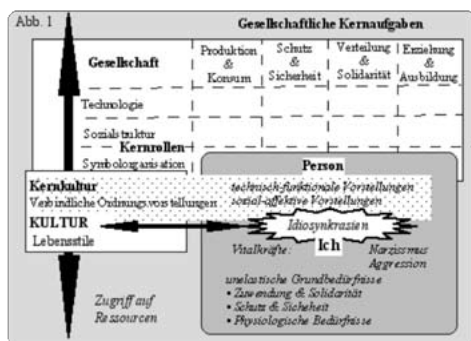 Abb. 1
Gesellschaftliche Kernaufgaben
Gesellschaft
Produktion & Konsum
Schutz & Sicherheit
Verteilung & Solidarität
Erziehung & Ausbildung
Technologie
Sozialstruktur
Kernrollen
Symbolorganisation
Person
Kernkultur
technisch-funktionale Vorstellungen
Verbindliche Ordnungsvorstellungen
sozial-affektive Vorstellungen
KULTUR
Idiosynkrasien
Lebensstile
Ich
Vitalkräfte:
Narzissmus
Aggression
unelastische Grundbedürfnisse
• Zuwendung & Solidarität
• Schutz & Sicheheit
• Physiologische Bedürfnisse
Zugriff auf
Ressourcen